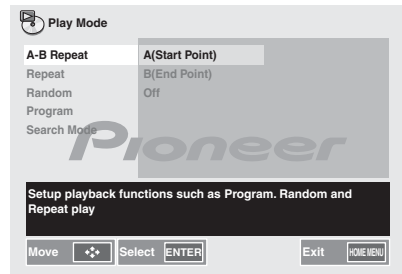 Play Mode
A-B Repeat A(Start Point)
Repeat B(End Point)
Random Off
Program
Search Mode
Pioneer
Setup playback functions such as Program. Random and
Repeat play
Move Select ENTER Exit HOME MENU